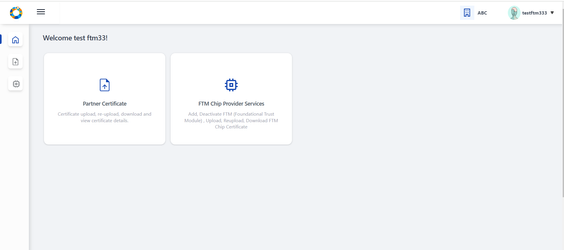 ABC
testftm333
Welcome test ftm33!
Partner Certificate
Certificate upload, re-upload, download and
view certificate details.
FTM Chip Provider Services
Add, Deactivate FTM (Foundational Trust
Module) , Upload, Reupload, Download FTM
Chip Certificate